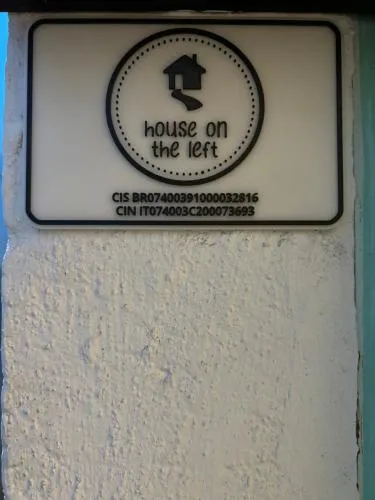 house on
the left
CIS BR07400391000032816
CIN IT074003C200073693